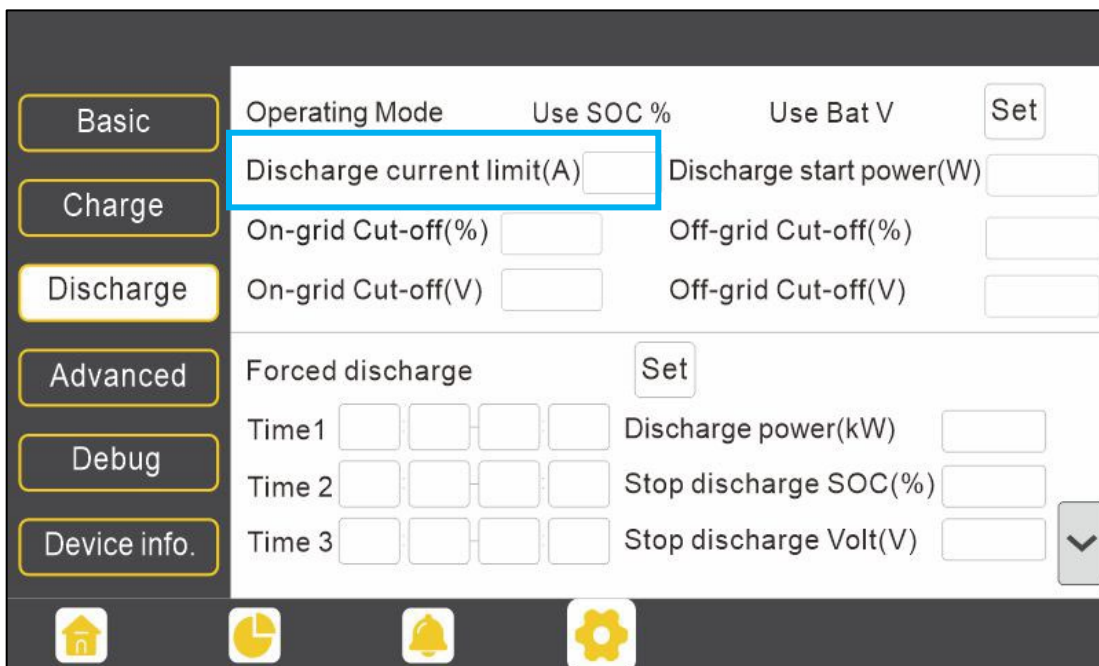 Basic
Charge
Discharge
Advanced
Debug
Device info.
Operating Mode Use SOC % Use Bat V Set
Discharge current limit(A) Discharge start power(W)
On-grid Cut-off(%) Off-grid Cut-off(%)
On-grid Cut-off(V) Off-grid Cut-off(V)
Forced discharge Set
Time1 : - : Discharge power(kW)
Time 2 : - : Stop discharge SOC(%)
Time 3 : - : Stop discharge Volt(V)